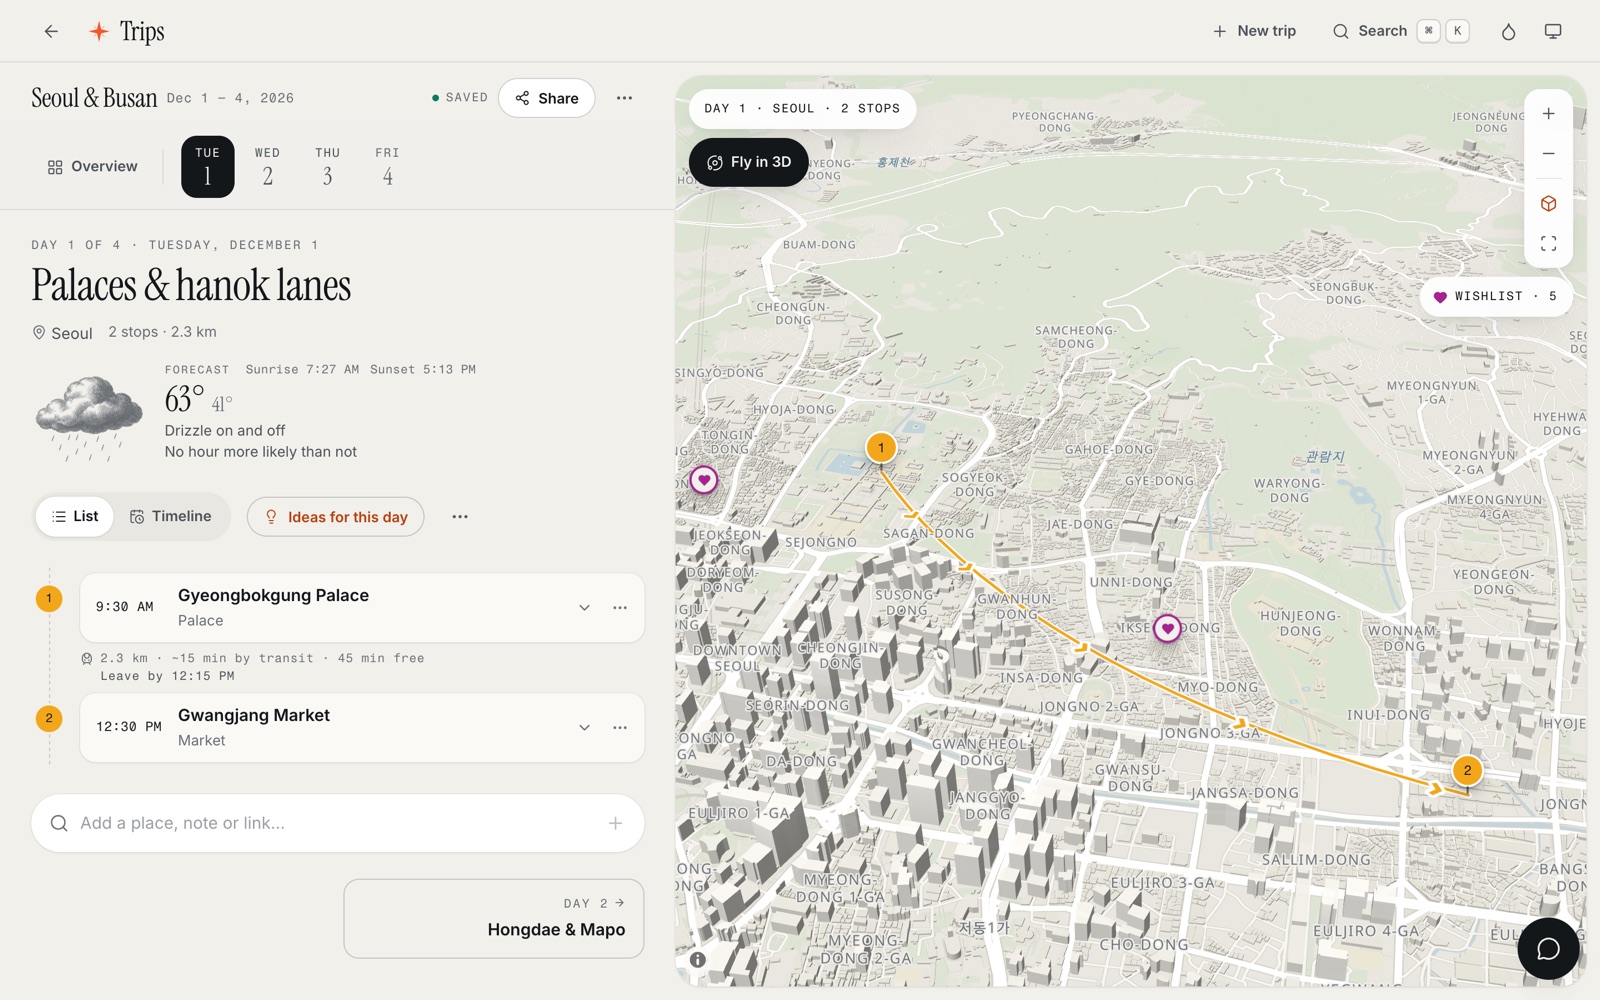 Trips
New trip
Search ⌘ K
Seoul & Busan Dec 1 – 4, 2026
SAVED
Share
Overview
TUE 1
WED 2
THU 3
FRI 4
DAY 1 OF 4 · TUESDAY, DECEMBER 1
Palaces & hanok lanes
Seoul 2 stops · 2.3 km
FORECAST Sunrise 7:27 AM Sunset 5:13 PM
63° 41°
Drizzle on and off
No hour more likely than not
List
Timeline
Ideas for this day
1
9:30 AM
Gyeongbokgung Palace
Palace
2.3 km · ~15 min by transit · 45 min free
Leave by 12:15 PM
2
12:30 PM
Gwangjang Market
Market
Add a place, note or link...
DAY 2 →
Hongdae & Mapo
DAY 1 · SEOUL · 2 STOPS
Fly in 3D
WISHLIST · 5
PYEONGCHANG-
DONG
JEONGNEUNG
DONG
홍제천
BUAM-DONG
SEONGBUK-
DONG
CHEONGUN-
DONG
SAMCHEONG-
DONG
SINGYO-DONG
MYEONGNYUN
1-GA
HYOJA-DONG
HYEHWA-
TONGIN-
DONG
1
GAHOE-DONG
관람지
MYEONGNYUN
2-GA
SOGYEOK-
DONG
GYE-DONG
WARYONG-
DONG
MYEONGNYUN
4-GA
JAE-DONG
JEOKSEON-
DONG
SEJONGNO
SAGAN-DONG
DORYEOM-
DONG
SUSONG-
DONG
UNNI-DONG
YEONGEON-
DONG
GWANHUN-
DONG
HUNJEONG-
DONG
WONNAM-
DONG
DOWNTOWN
SEOUL
CHEONGJIN-
DONG
INSA-DONG
MYO-DONG
SEORIN-DONG
JONGNO 2-GA
INUI-DONG
JONGNO 3-GA
GWANCHEOL-
DONG
DA-DONG
GWANSU-
DONG
2
JANGSA-DONG
JANGGYO-
DONG
EULJIRO 1-GA
SALLIM-DONG
MYEONG-
DONG 1-GA
EULJIRO 3-GA
저동1가
EULJIRO 4-GA
MYEONG-
DONG 2-GA
CHO-DONG